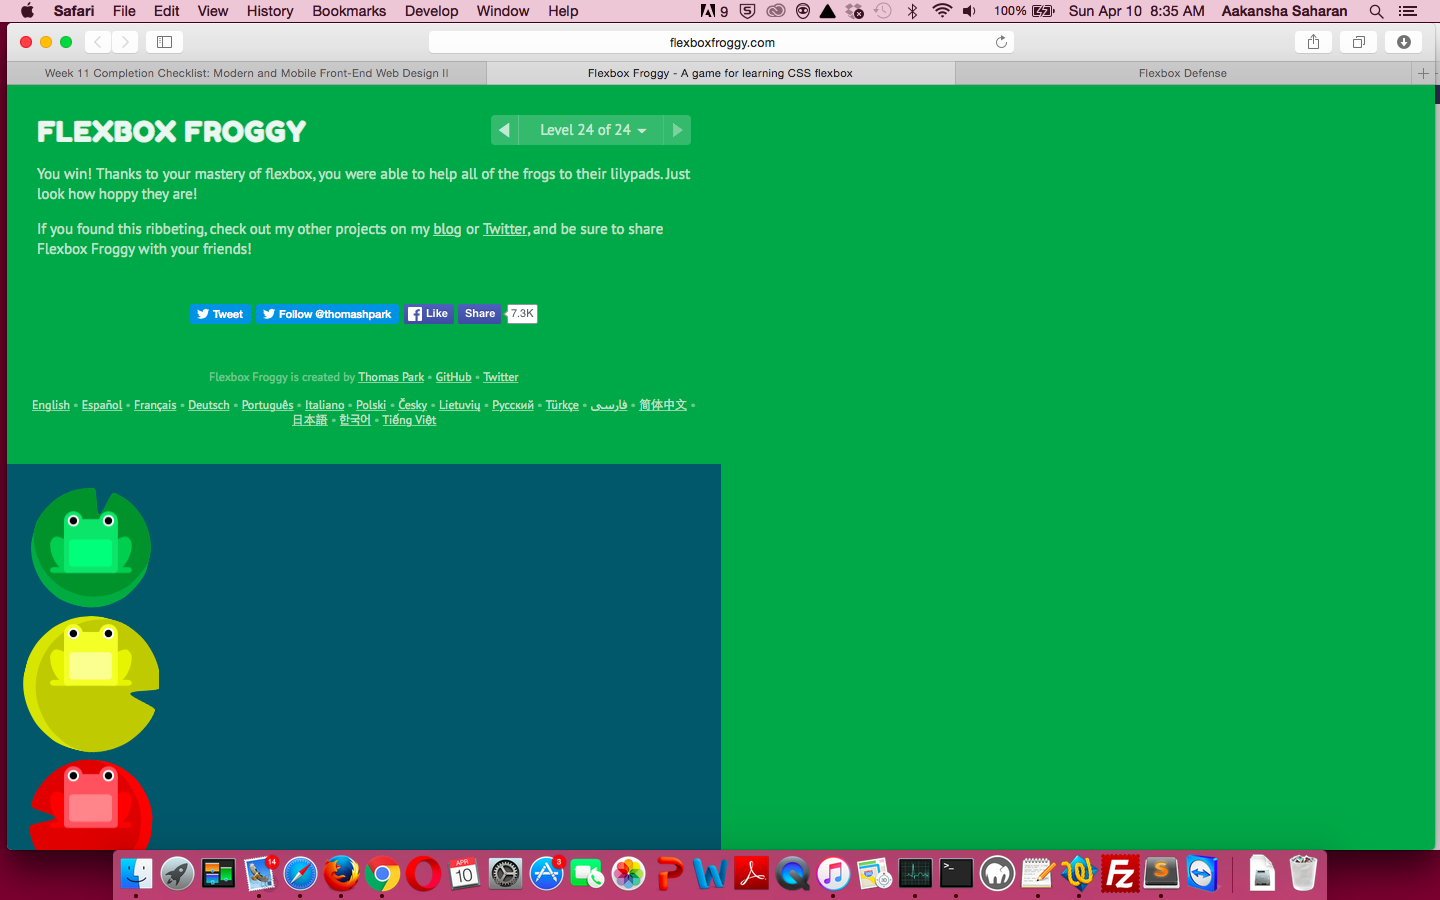 Safari File Edit View History Bookmarks Develop Window Help 9 100% Sun Apr 10 8:35 AM Aakansha Saharan
flexboxfroggy.com
Week 11 Completion Checklist: Modern and Mobile Front-End Web Design II
Flexbox Froggy - A game for learning CSS flexbox
Flexbox Defense
FLEXBOX FROGGY
Level 24 of 24
You win! Thanks to your mastery of flexbox, you were able to help all of the frogs to their lilypads. Just
look how hoppy they are!
If you found this ribbeting, check out my other projects on my blog or Twitter, and be sure to share
Flexbox Froggy with your friends!
Tweet Follow @thomashpark Like Share 7.3K
Flexbox Froggy is created by Thomas Park • GitHub • Twitter
English • Español • Français • Deutsch • Português • Italiano • Polski • Česky • Lietuvių • Русский • Türkçe • فارسی • 简体中文 •
日本語 • 한국어 • Tiếng Việt
14
APR
10
3